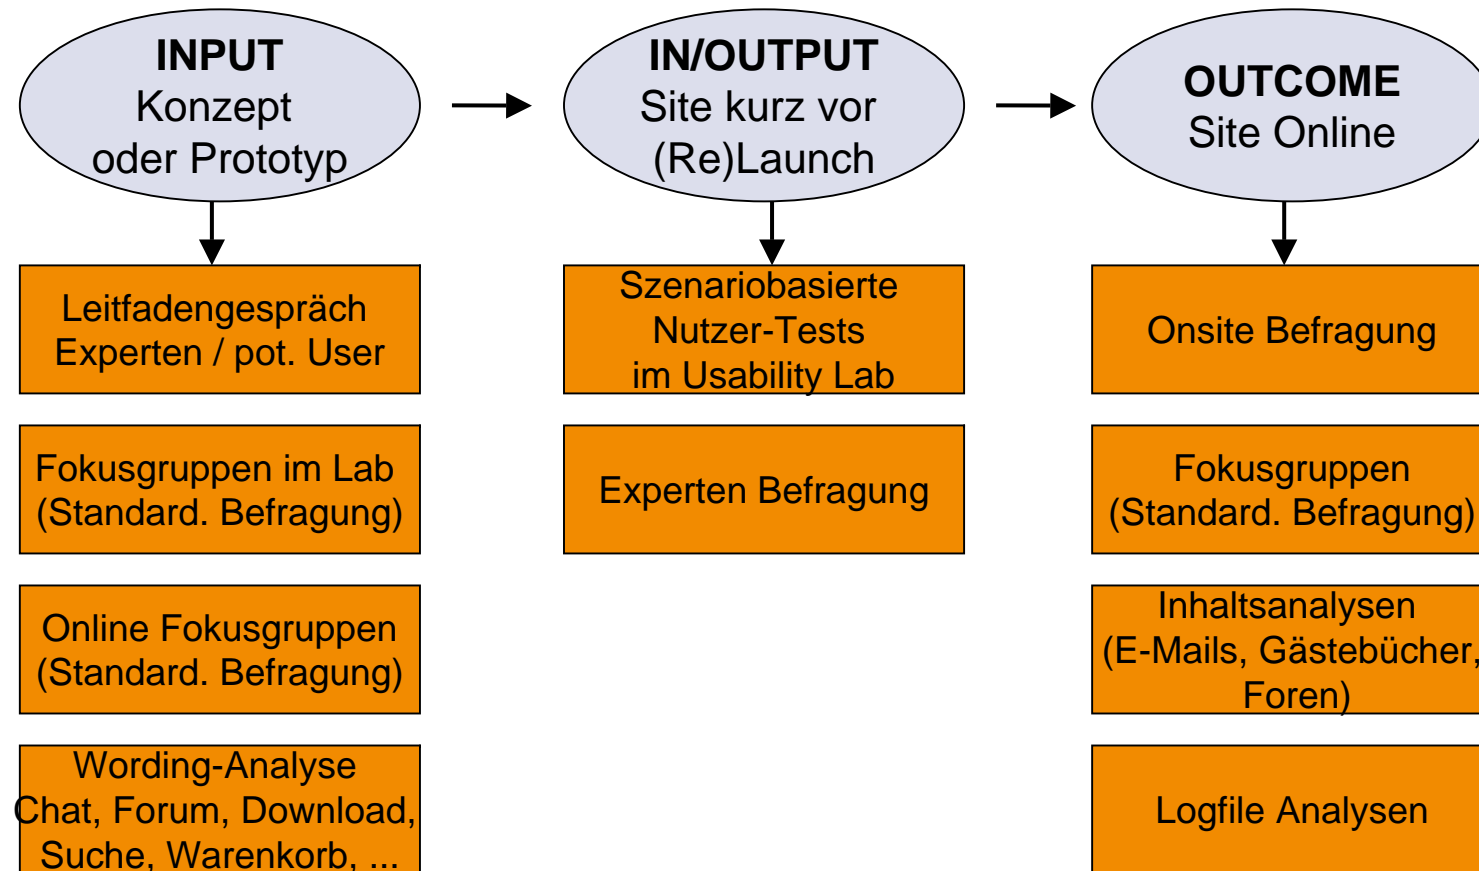 INPUT
Konzept
oder Prototyp
IN/OUTPUT
Site kurz vor
(Re)Launch
OUTCOME
Site Online
Leitfadengespräch
Experten / pot. User
Fokusgruppen im Lab
(Standard. Befragung)
Online Fokusgruppen
(Standard. Befragung)
Wording-Analyse
Chat, Forum, Download,
Suche, Warenkorb, ...
Szenariobasierte
Nutzer-Tests
im Usability Lab
Experten Befragung
Onsite Befragung
Fokusgruppen
(Standard. Befragung)
Inhaltsanalysen
(E-Mails, Gästebücher,
Foren)
Logfile Analysen